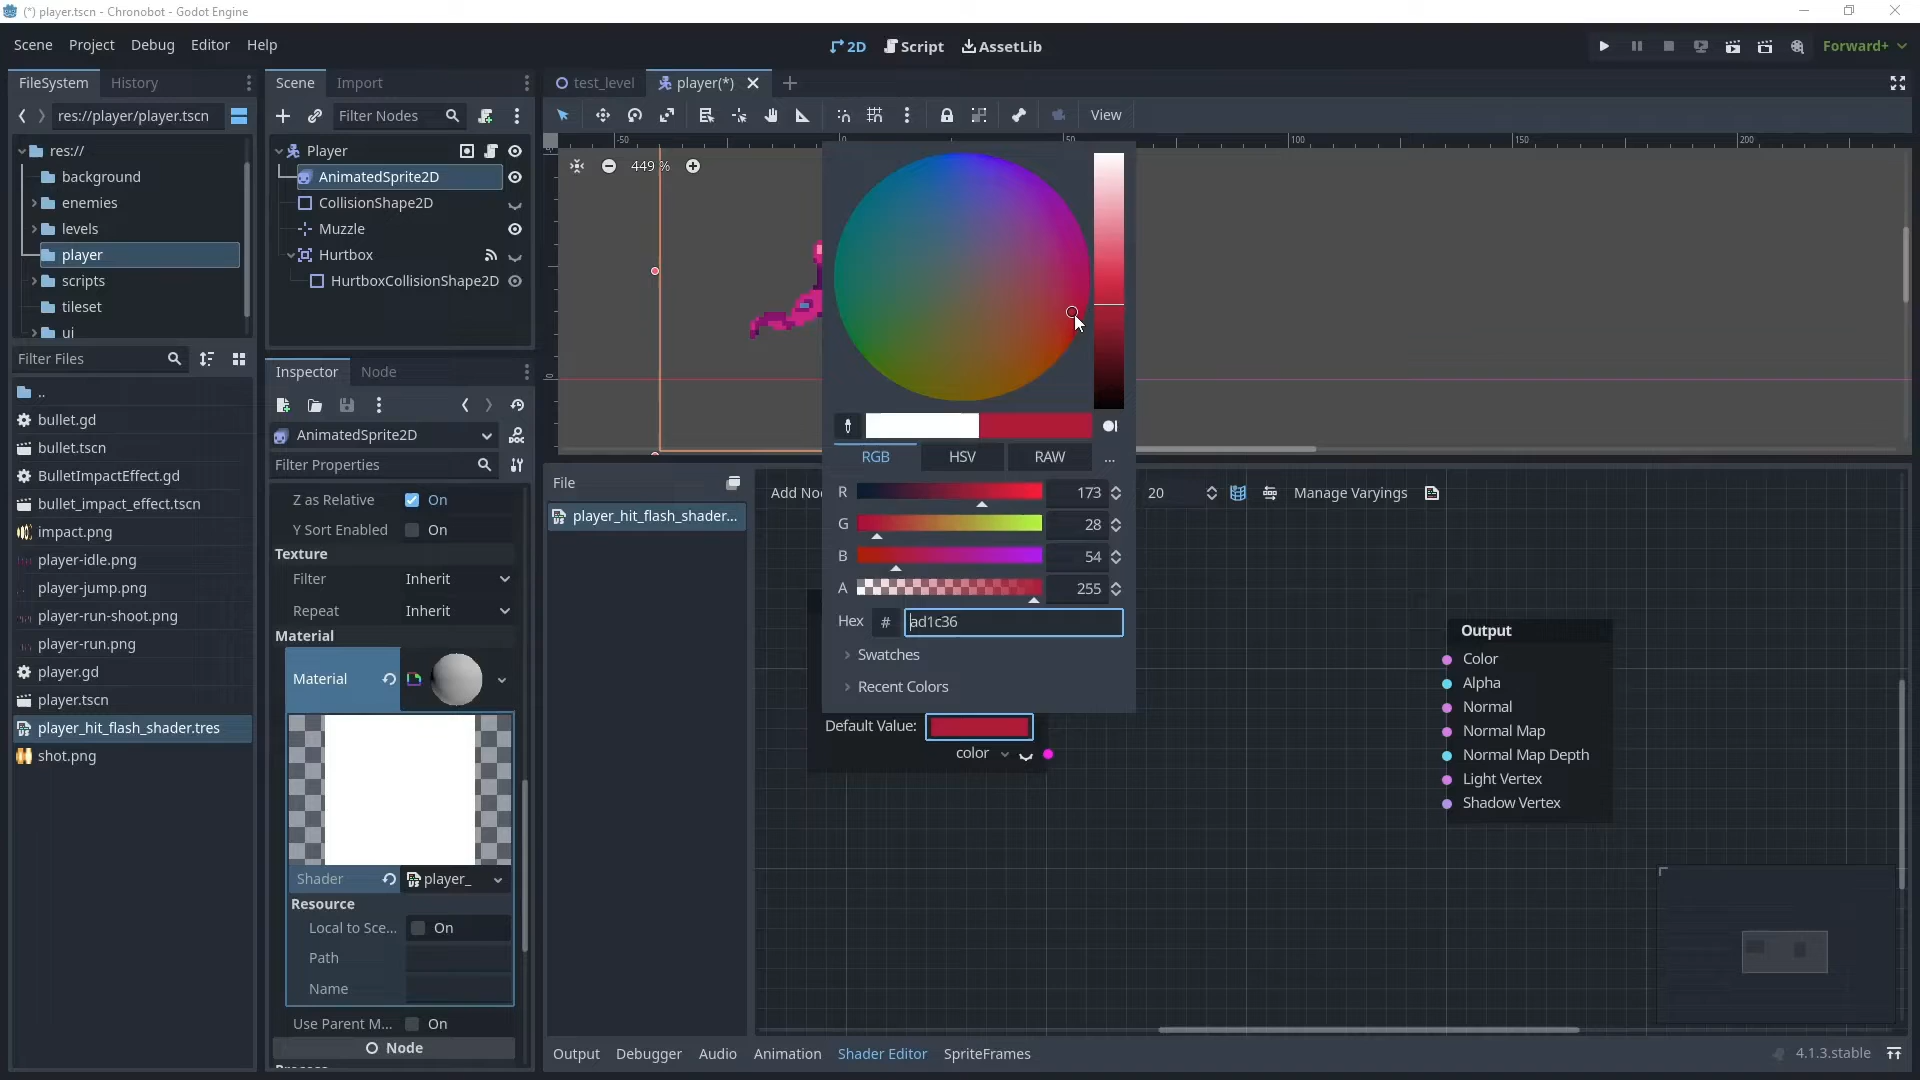 (*) player.tscn - Chronobot - Godot Engine
Scene Project Debug Editor Help
2D Script AssetLib
Forward+
FileSystem History
res://player/player.tscn
res://
background
enemies
levels
player
scripts
tileset
ui
Filter Files
..
bullet.gd
bullet.tscn
BulletImpactEffect.gd
bullet_impact_effect.tscn
impact.png
player-idle.png
player-jump.png
player-run-shoot.png
player-run.png
player.gd
player.tscn
player_hit_flash_shader.tres
shot.png
Scene Import
Filter Nodes
Player
AnimatedSprite2D
CollisionShape2D
Muzzle
Hurtbox
HurtboxCollisionShape2D
Inspector Node
AnimatedSprite2D
Filter Properties
Z as Relative On
Y Sort Enabled On
Texture
Filter Inherit
Repeat Inherit
Material
Material
Shader player_
Resource
Local to Sce... On
Path
Name
Use Parent M... On
Node
test_level player(*)
View
-50 0 50 100 150 200
449 %
0
File
player_hit_flash_shader...
Add No
20 Manage Varyings
RGB HSV RAW ...
R 173
G 28
B 54
A 255
Hex # ad1c36
Swatches
Recent Colors
Default Value:
color
Output
Color
Alpha
Normal
Normal Map
Normal Map Depth
Light Vertex
Shadow Vertex
Output Debugger Audio Animation Shader Editor SpriteFrames
4.1.3.stable